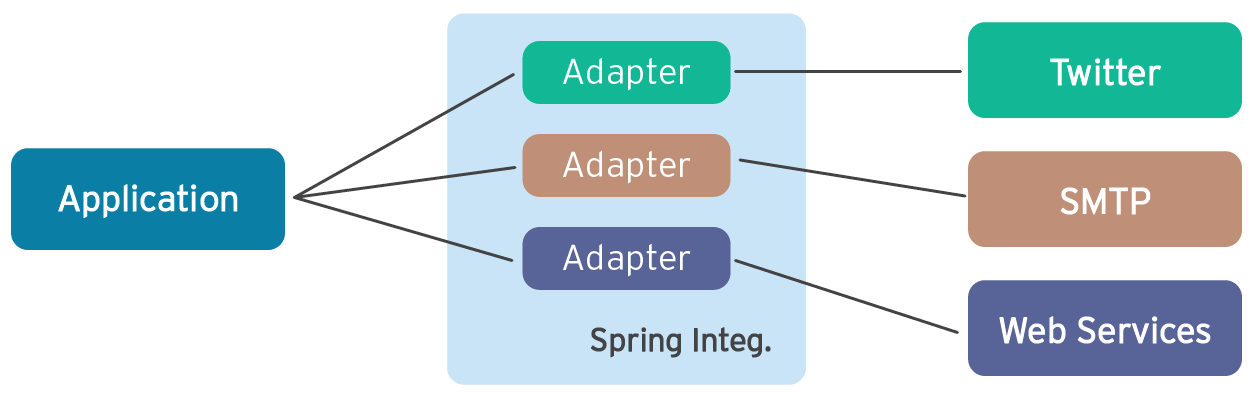 Application
Adapter
Adapter
Adapter
Spring Integ.
Twitter
SMTP
Web Services